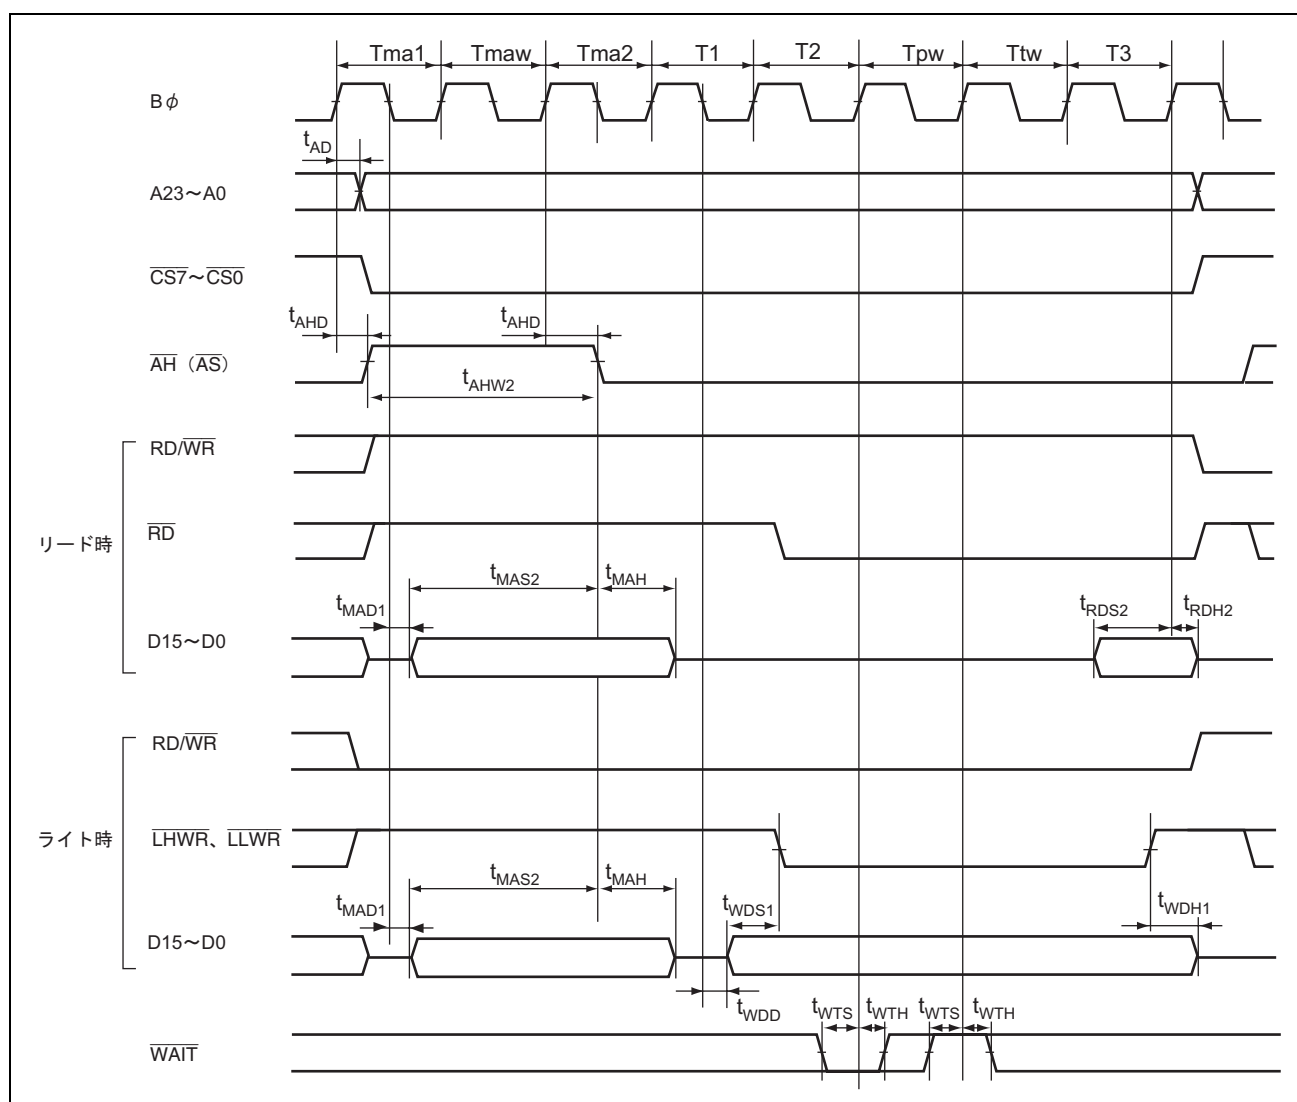 Tma1 Tmaw Tma2 T1 T2 Tpw Ttw T3
Bφ
tAD
A23～A0
CS7～CS0
tAHD tAHD
AH（AS）
tAHW2
RD/WR
リード時
RD
tMAS2 tMAH
tMAD1 tRDS2 tRDH2
D15～D0
RD/WR
ライト時
LHWR、LLWR
tMAS2 tMAH
tMAD1 tWDS1 tWDH1
D15～D0
tWDD tWTS tWTH tWTS tWTH
WAIT